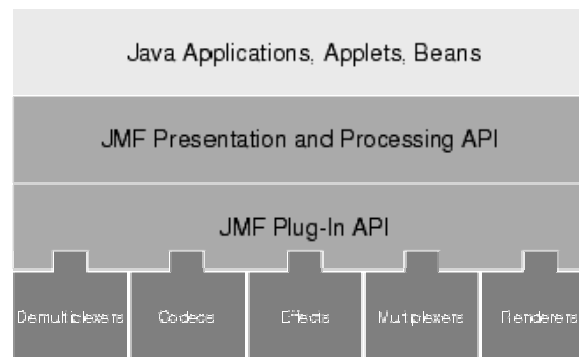 Java Applications, Applets, Beans
JMF Presentation and Processing API
JMF Plug-In API
Demultiplexers
Codecs
Effects
Multiplexers
Renderers